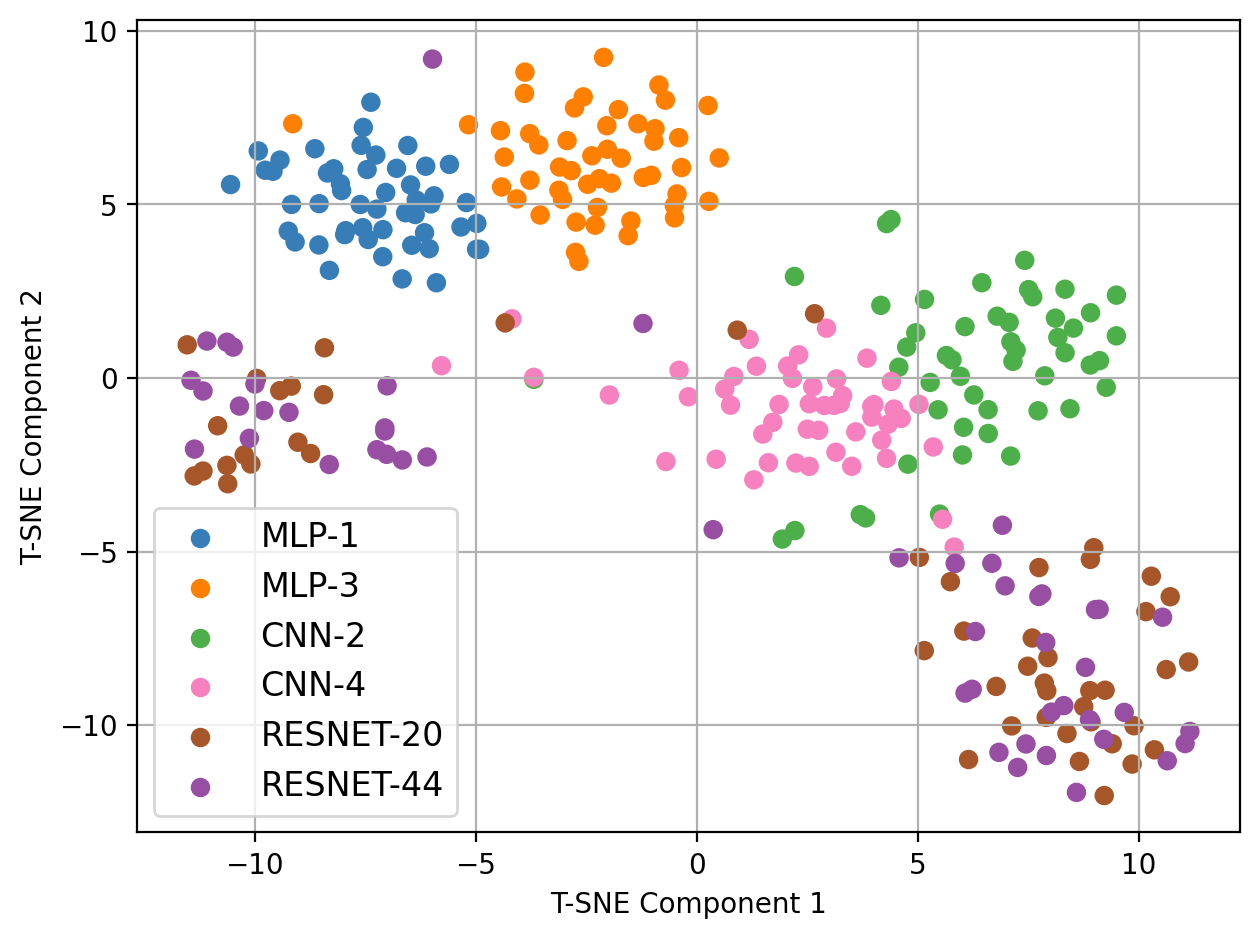 10
5
0
−5
−10
T-SNE Component 2
MLP-1
MLP-3
CNN-2
CNN-4
RESNET-20
RESNET-44
−10 −5 0 5 10
T-SNE Component 1